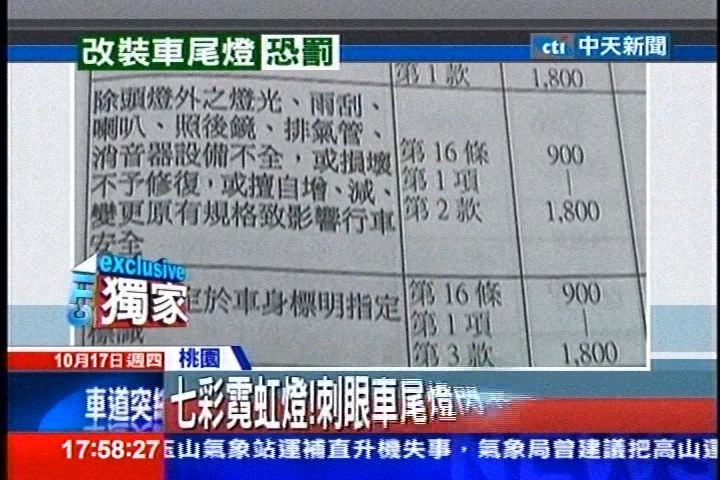 改裝車尾燈恐罰
cti 中天新聞
第1款 1,800
除頭燈外之燈光、雨刮、
喇叭、照後鏡、排氣管、
消音器設備不全,或損壞 第16條 900
不予修復,或擅自增、減、 第1項 |
變更原有規格致影響行車 第2款 1,800
安全
exclusive
CTi
獨家
定於車身標明指定 第16條 900
標識 第1項 |
第3款 1,800
10月17日週四 桃園
車道突 七彩霓虹燈!刺眼車尾燈閃
17:58:27 玉山氣象站運補直升機失事,氣象局曾建議把高山
NEWS